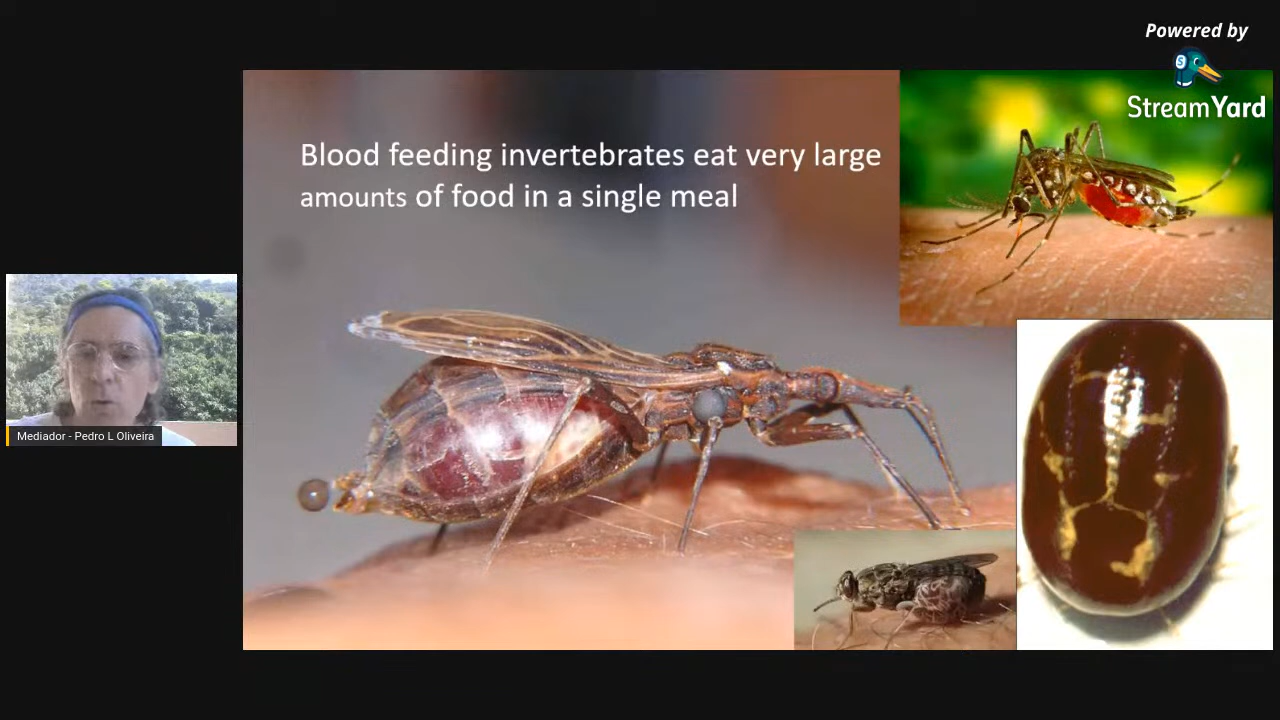 Powered by
StreamYard
Blood feeding invertebrates eat very large
amounts of food in a single meal
Mediador - Pedro L Oliveira